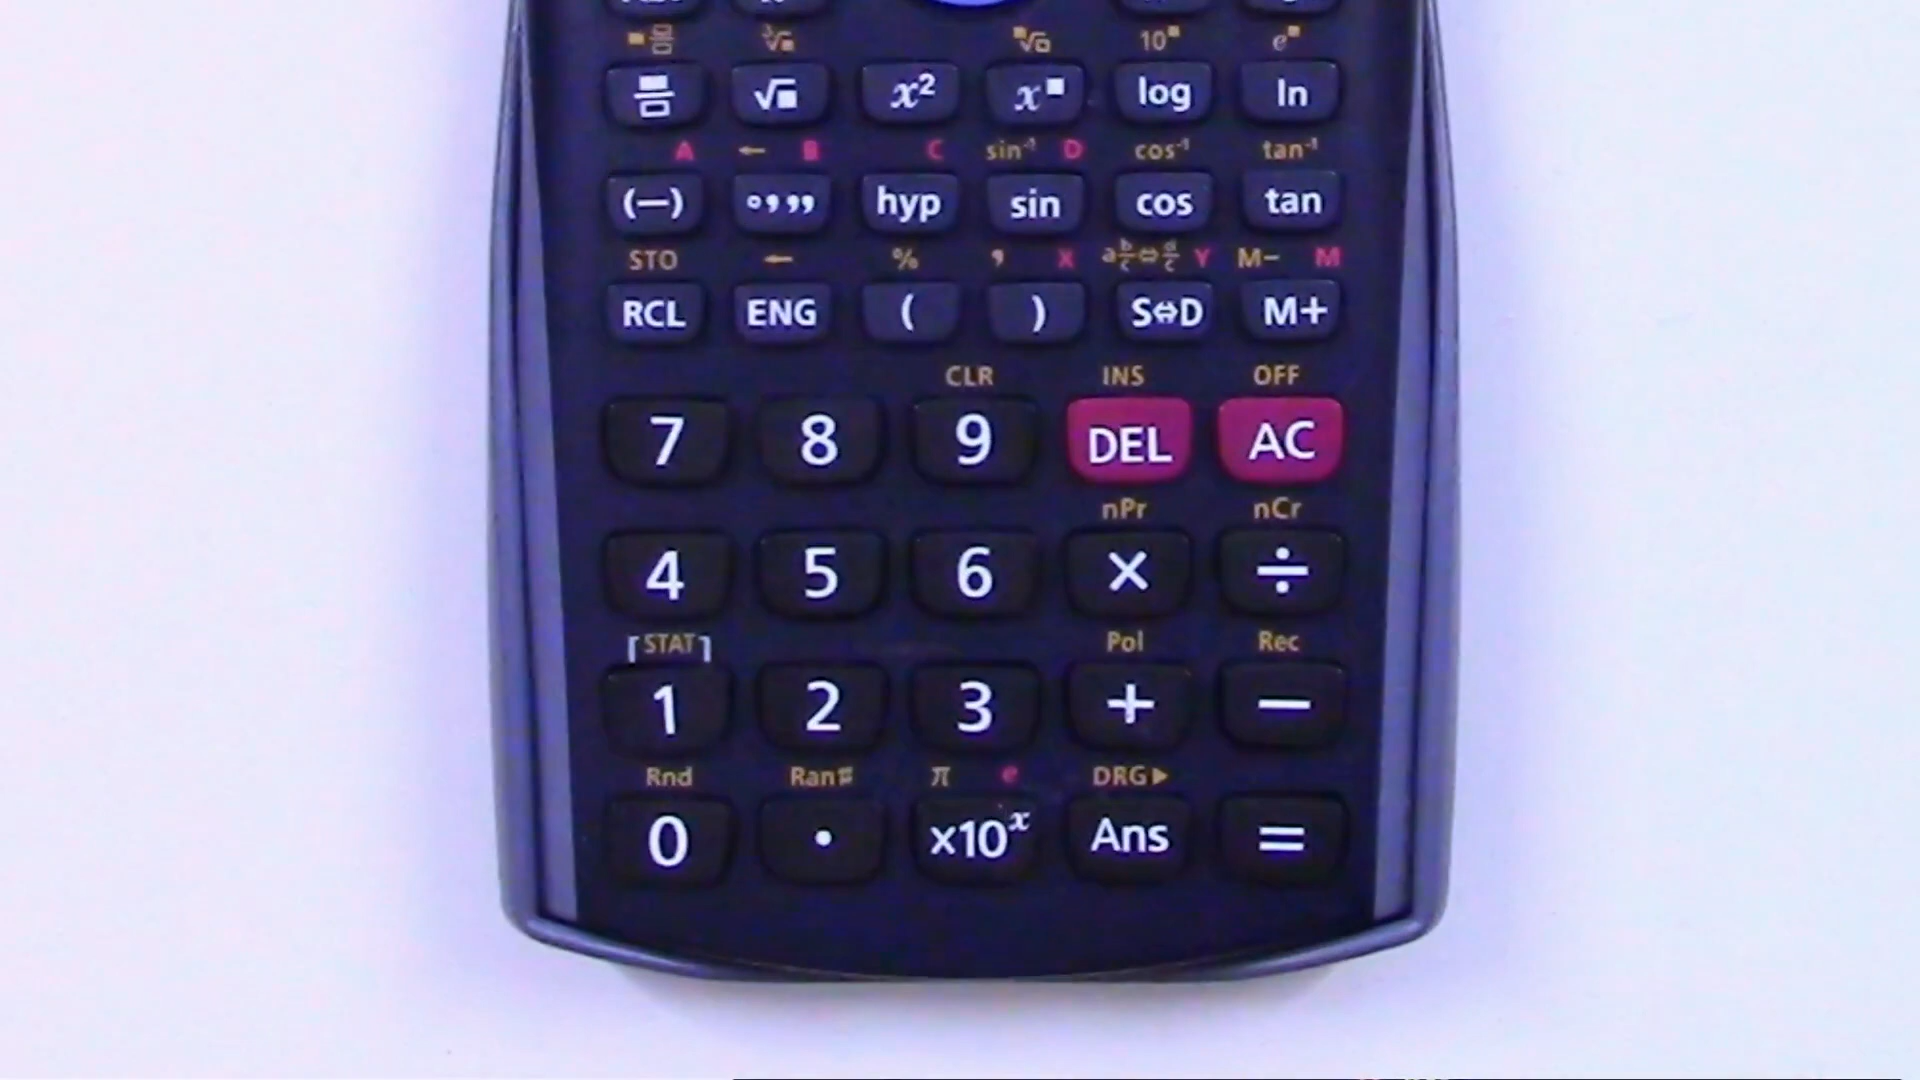 10■ e■
x² x■ log ln
A ← B C sin⁻¹ D cos⁻¹ tan⁻¹
(—) °,,, hyp sin cos tan
STO ← % , X a b/c⇔d/c Y M− M
RCL ENG ( ) S⇔D M+
CLR INS OFF
7 8 9 DEL AC
nPr nCr
4 5 6 × ÷
STAT Pol Rec
1 2 3 + −
Rnd Ran# π e DRG▶
0 · ×10ˣ Ans =